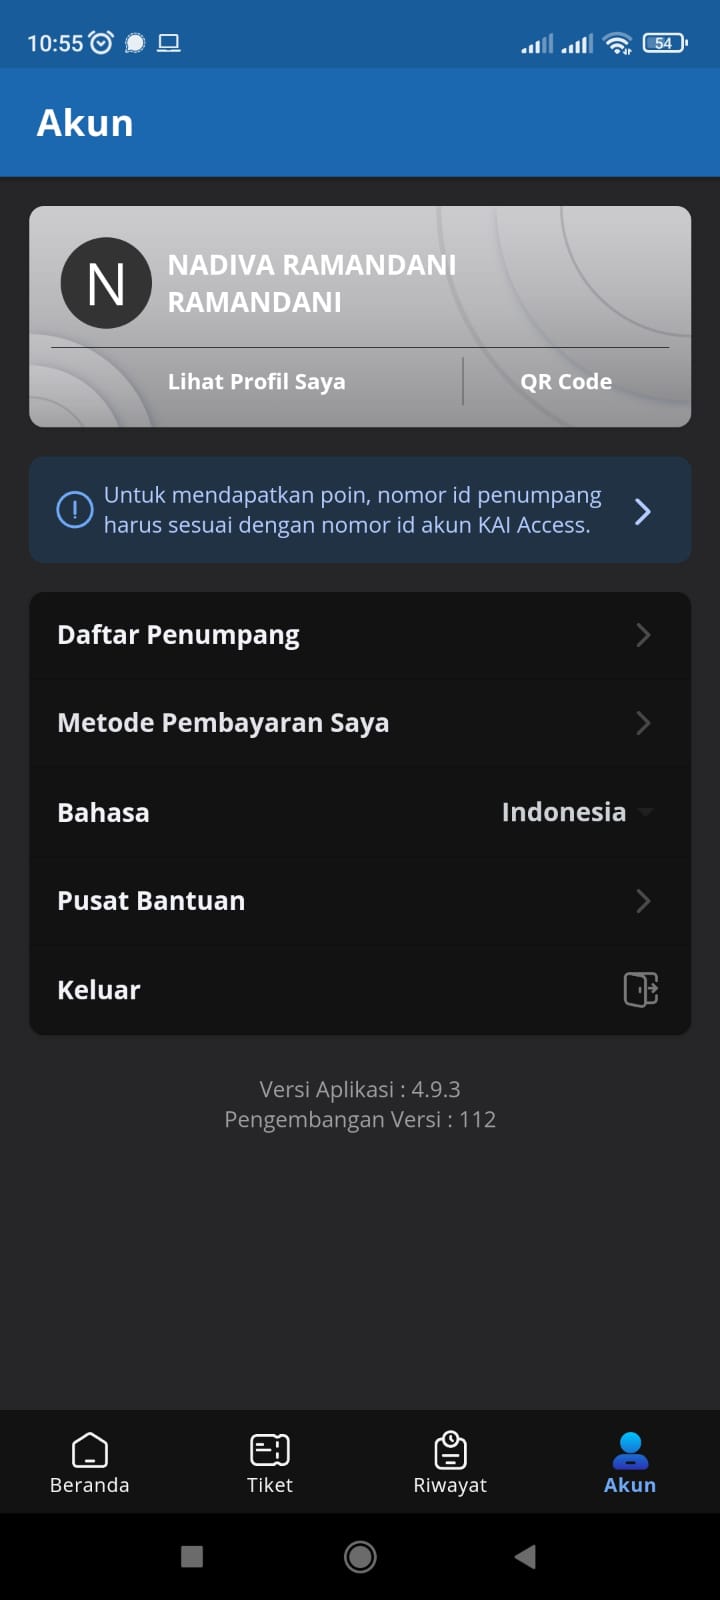 10:55
54
Akun
N
NADIVA RAMANDANI
RAMANDANI
Lihat Profil Saya
QR Code
Untuk mendapatkan poin, nomor id penumpang
harus sesuai dengan nomor id akun KAI Access.
Daftar Penumpang
Metode Pembayaran Saya
Bahasa
Indonesia
Pusat Bantuan
Keluar
Versi Aplikasi : 4.9.3
Pengembangan Versi : 112
Beranda
Tiket
Riwayat
Akun